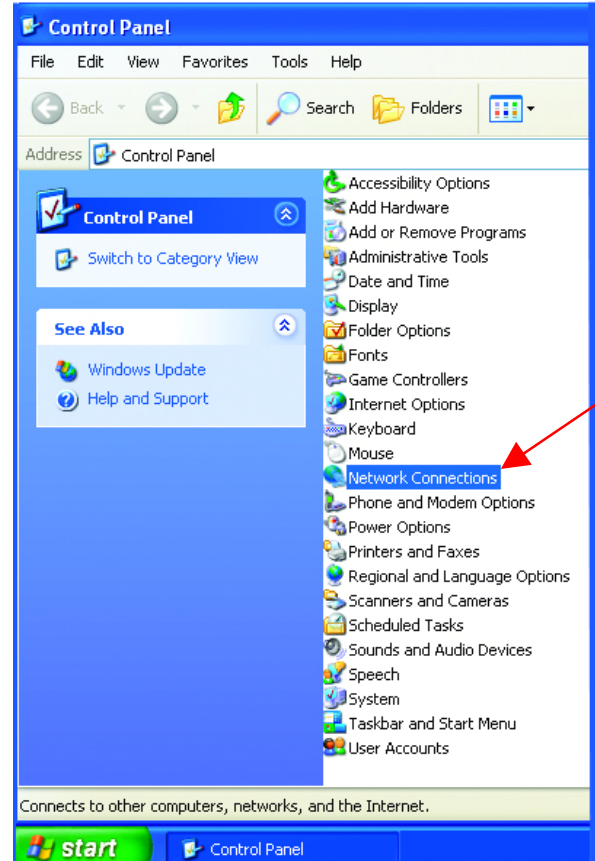 Control Panel
File Edit View Favorites Tools Help
Back Search Folders
Address Control Panel
Control Panel
Switch to Category View
See Also
Windows Update
Help and Support
Accessibility Options
Add Hardware
Add or Remove Programs
Administrative Tools
Date and Time
Display
Folder Options
Fonts
Game Controllers
Internet Options
Keyboard
Mouse
Network Connections
Phone and Modem Options
Power Options
Printers and Faxes
Regional and Language Options
Scanners and Cameras
Scheduled Tasks
Sounds and Audio Devices
Speech
System
Taskbar and Start Menu
User Accounts
Connects to other computers, networks, and the Internet.
start Control Panel